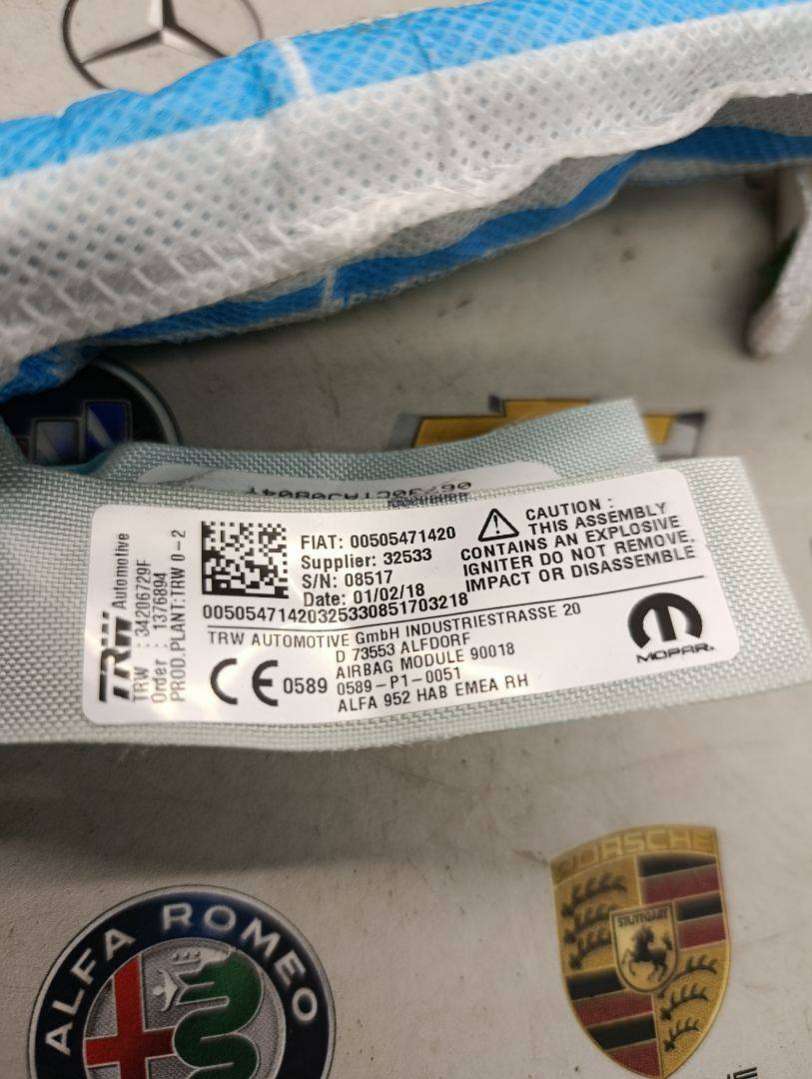 06730CTAJ0804T
TRW Automotive
TRW : 34206729F
Order : 1376894
PROD.PLANT:TRW 0-2
FIAT: 00505471420
Supplier: 32533
S/N: 08517
Date: 01/02/18
00505471420325330851703218
CAUTION :
THIS ASSEMBLY
CONTAINS AN EXPLOSIVE
IGNITER DO NOT REMOVE,
IMPACT OR DISASSEMBLE
TRW AUTOMOTIVE GmbH INDUSTRIESTRASSE 20
D 73553 ALFDORF
AIRBAG MODULE 90018
CE 0589 0589-P1-0051
ALFA 952 HAB EMEA RH
MOPAR
ALFA ROMEO
PORSCHE
STUTTGART